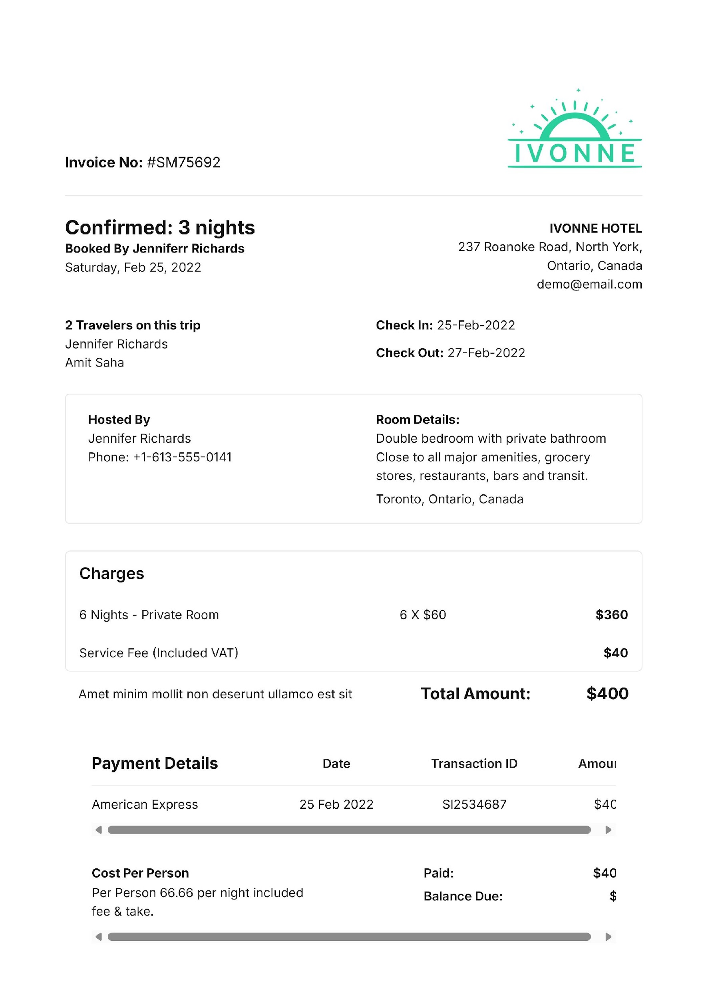 IVONNE
Invoice No: #SM75692
Confirmed: 3 nights
Booked By Jenniferr Richards
Saturday, Feb 25, 2022
IVONNE HOTEL
237 Roanoke Road, North York,
Ontario, Canada
demo@email.com
2 Travelers on this trip
Jennifer Richards
Amit Saha
Check In: 25-Feb-2022
Check Out: 27-Feb-2022
Hosted By
Jennifer Richards
Phone: +1-613-555-0141
Room Details:
Double bedroom with private bathroom
Close to all major amenities, grocery
stores, restaurants, bars and transit.
Toronto, Ontario, Canada
Charges
6 Nights - Private Room 6 X $60 $360
Service Fee (Included VAT) $40
Amet minim mollit non deserunt ullamco est sit Total Amount: $400
Payment Details Date Transaction ID
American Express 25 Feb 2022 SI2534687 $40
Cost Per Person
Per Person 66.66 per night included
fee & take.
Paid: $40
Balance Due: $